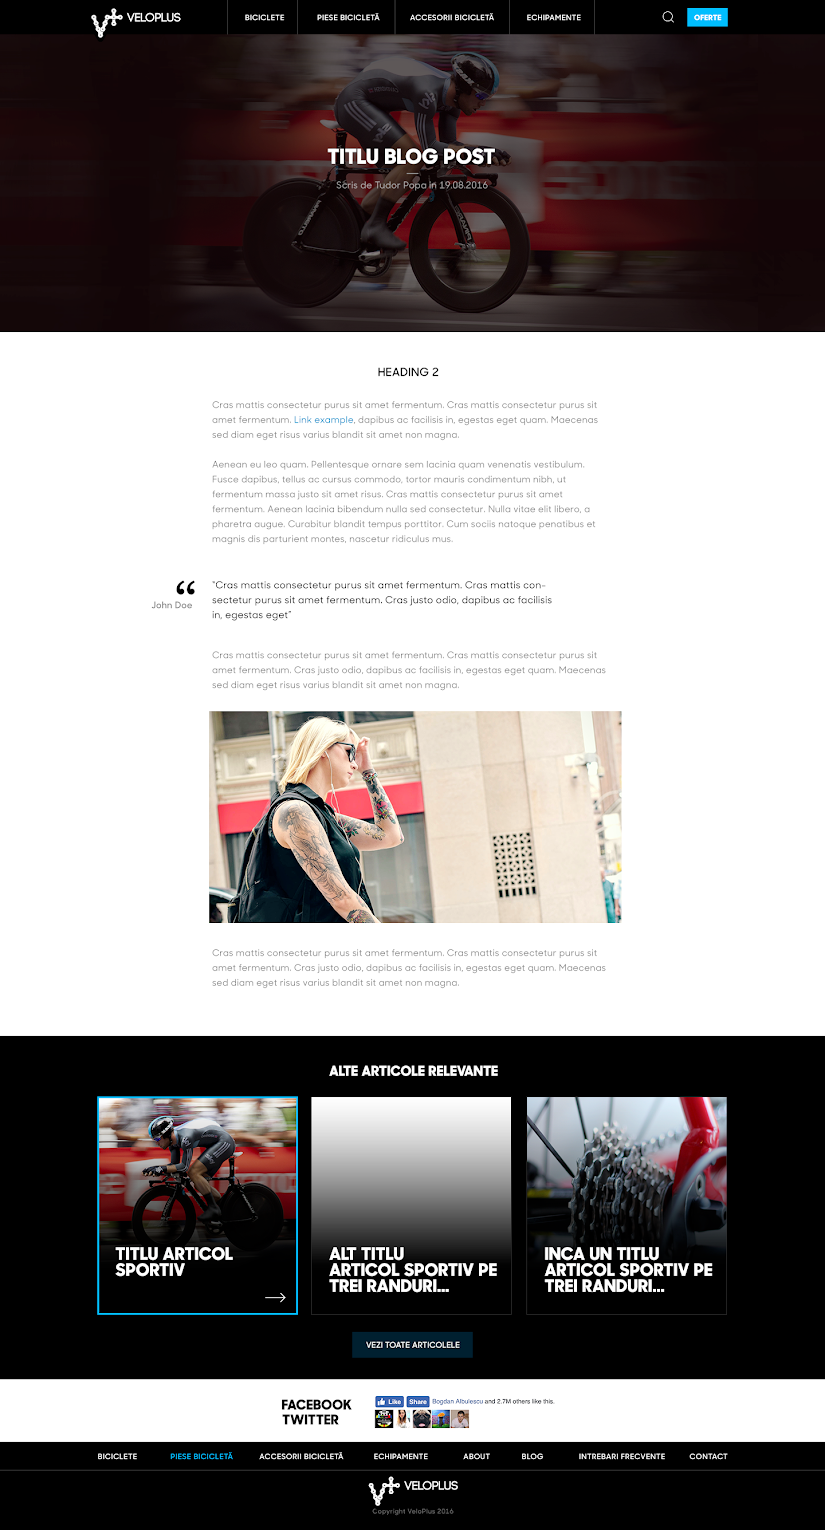 VELOPLUS
BICICLETE
PIESE BICICLETĂ
ACCESORII BICICLETĂ
ECHIPAMENTE
OFERTE
TITLU BLOG POST
Scris de Tudor Popa in 19.08.2016
HEADING 2
Cras mattis consectetur purus sit amet fermentum. Cras mattis consectetur purus sit
amet fermentum. Link example, dapibus ac facilisis in, egestas eget quam. Maecenas
sed diam eget risus varius blandit sit amet non magna.
Aenean eu leo quam. Pellentesque ornare sem lacinia quam venenatis vestibulum.
Fusce dapibus, tellus ac cursus commodo, tortor mauris condimentum nibh, ut
fermentum massa justo sit amet risus. Cras mattis consectetur purus sit amet
fermentum. Aenean lacinia bibendum nulla sed consectetur. Nulla vitae elit libero, a
pharetra augue. Curabitur blandit tempus porttitor. Cum sociis natoque penatibus et
magnis dis parturient montes, nascetur ridiculus mus.
“
John Doe
"Cras mattis consectetur purus sit amet fermentum. Cras mattis con-
sectetur purus sit amet fermentum. Cras justo odio, dapibus ac facilisis
in, egestas eget"
Cras mattis consectetur purus sit amet fermentum. Cras mattis consectetur purus sit
amet fermentum. Cras justo odio, dapibus ac facilisis in, egestas eget quam. Maecenas
sed diam eget risus varius blandit sit amet non magna.
Cras mattis consectetur purus sit amet fermentum. Cras mattis consectetur purus sit
amet fermentum. Cras justo odio, dapibus ac facilisis in, egestas eget quam. Maecenas
sed diam eget risus varius blandit sit amet non magna.
ALTE ARTICOLE RELEVANTE
TITLU ARTICOL
SPORTIV
ALT TITLU
ARTICOL SPORTIV PE
TREI RANDURI...
INCA UN TITLU
ARTICOL SPORTIV PE
TREI RANDURI...
VEZI TOATE ARTICOLELE
FACEBOOK
TWITTER
Like
Share
Bogdan Albulescu and 2.7M others like this.
BICICLETE
PIESE BICICLETĂ
ACCESORII BICICLETĂ
ECHIPAMENTE
ABOUT
BLOG
INTREBARI FRECVENTE
CONTACT
VELOPLUS
Copyright VeloPlus 2016